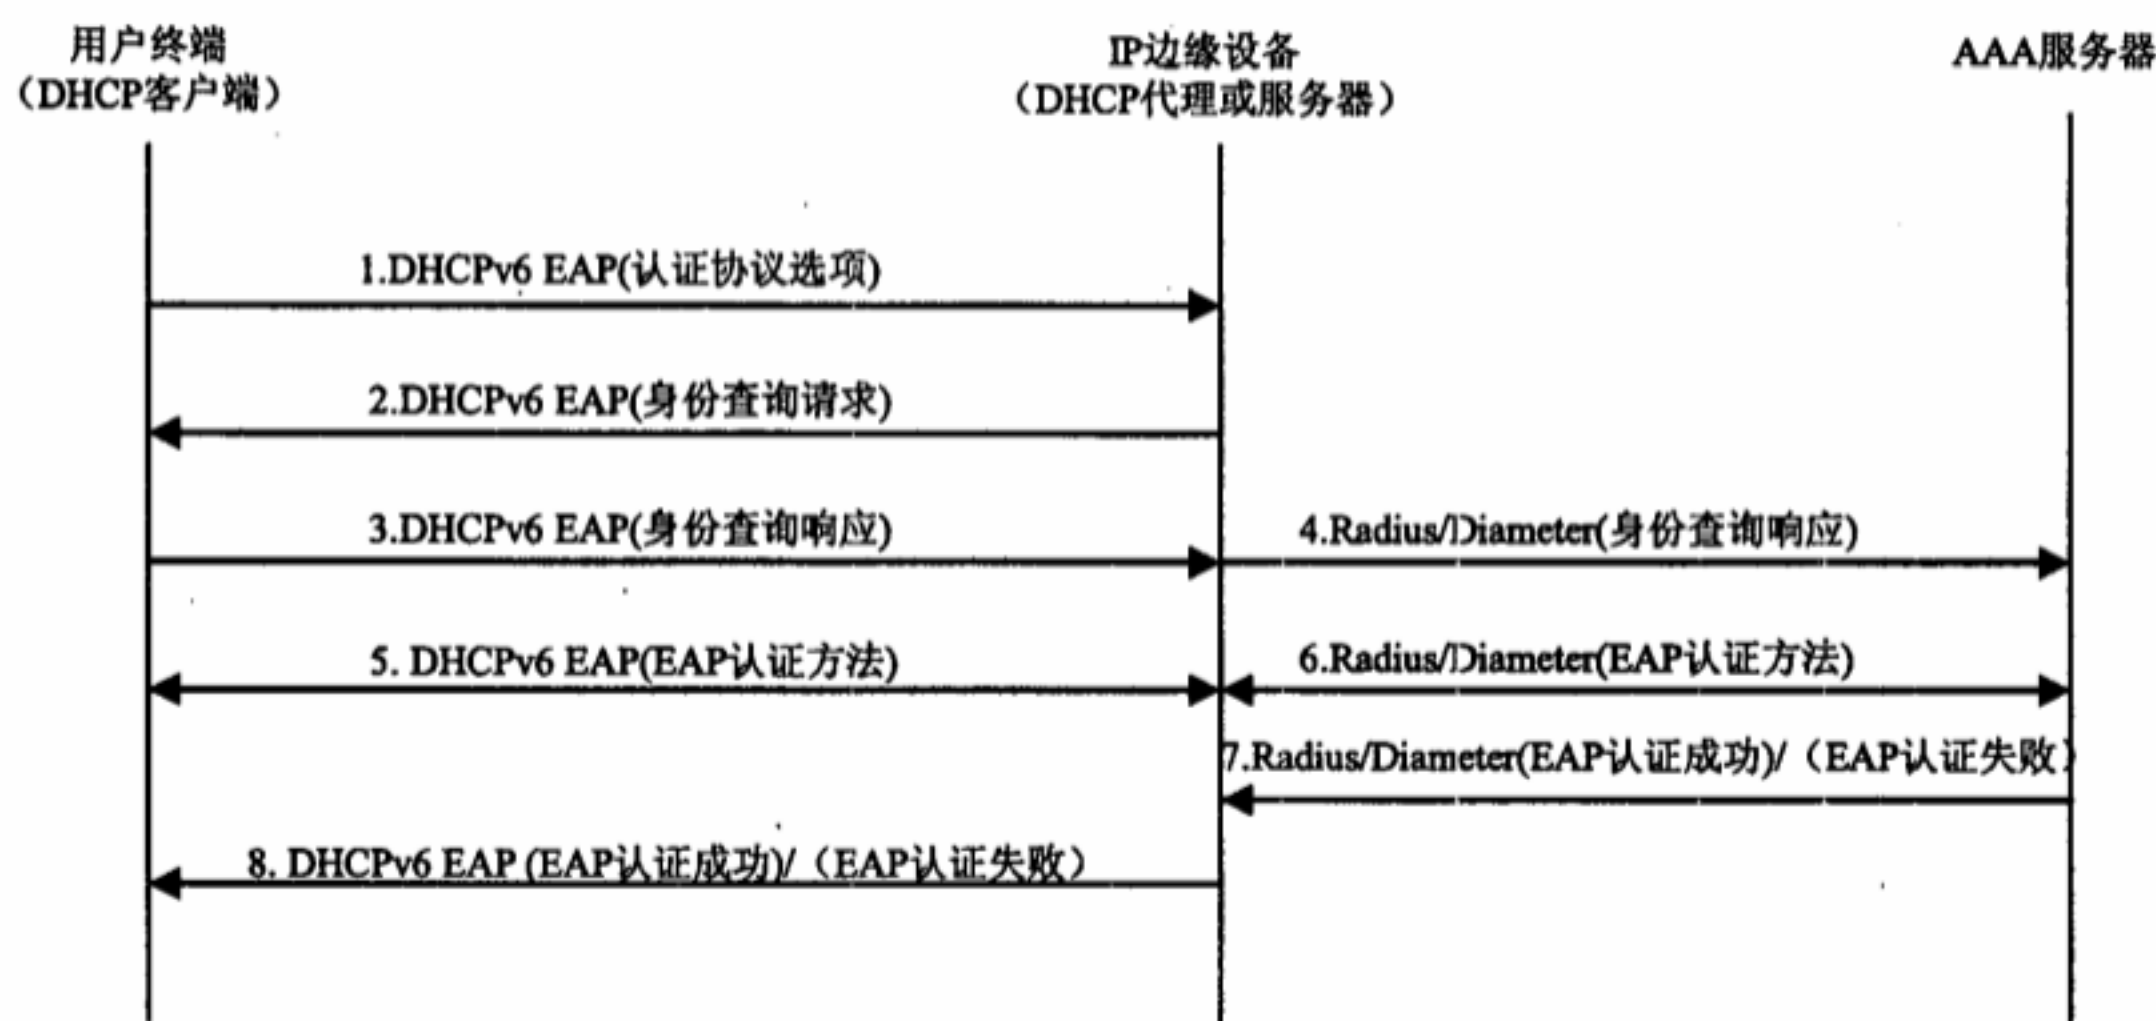 用户终端
（DHCP客户端）
IP边缘设备
（DHCP代理或服务器）
AAA服务器
1.DHCPv6 EAP(认证协议选项)
2.DHCPv6 EAP(身份查询请求)
3.DHCPv6 EAP(身份查询响应)
4.Radius/Diameter(身份查询响应)
5. DHCPv6 EAP(EAP认证方法)
6.Radius/Diameter(EAP认证方法)
7.Radius/Diameter(EAP认证成功)/（EAP认证失败）
8. DHCPv6 EAP (EAP认证成功)/（EAP认证失败）